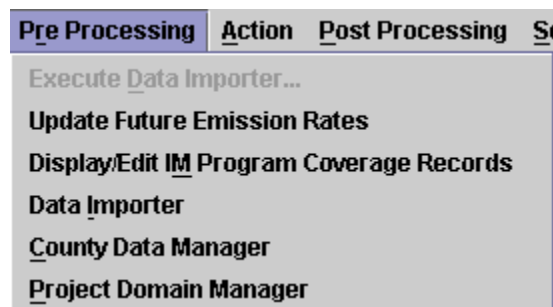 Pre Processing Action Post Processing
Execute Data Importer...
Update Future Emission Rates
Display/Edit IM Program Coverage Records
Data Importer
County Data Manager
Project Domain Manager